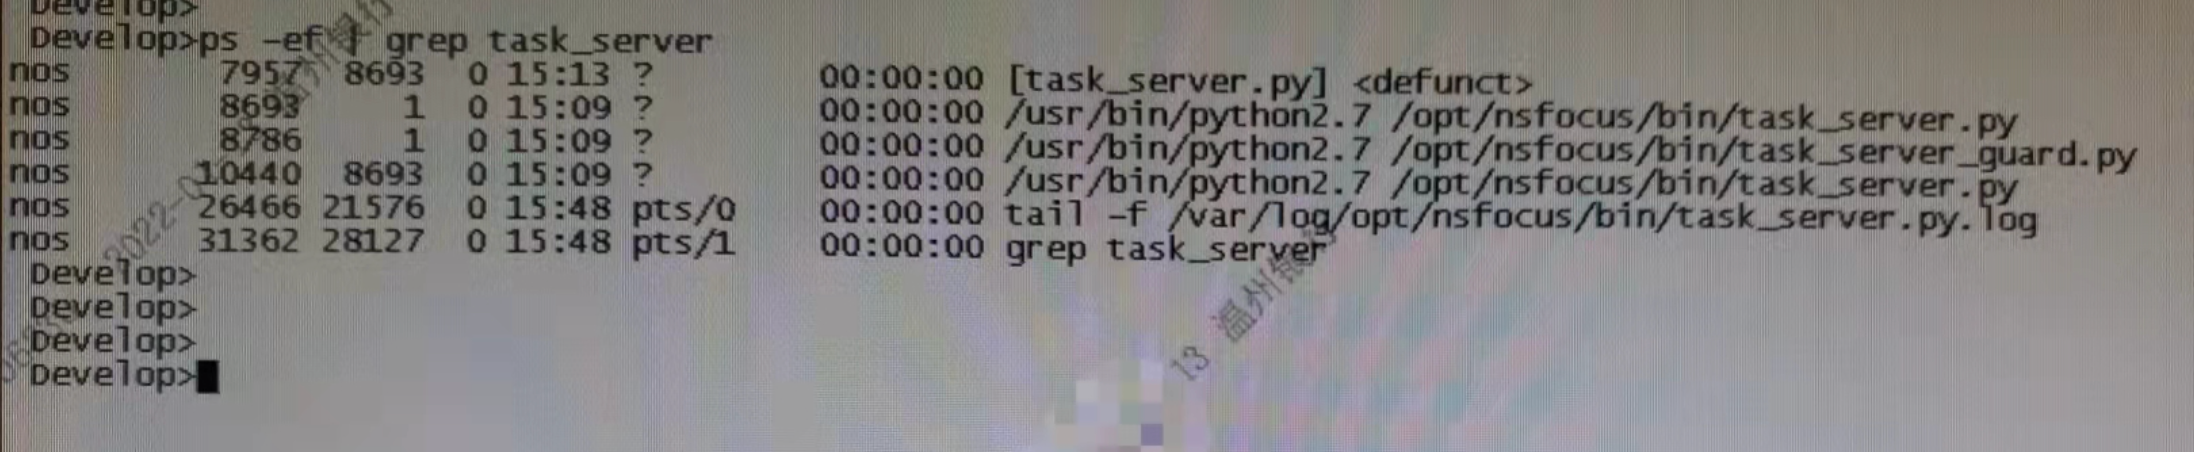 Develop>
Develop>ps -ef | grep task_server
nos 7957 8693 0 15:13 ? 00:00:00 [task_server.py] <defunct>
nos 8693 1 0 15:09 ? 00:00:00 /usr/bin/python2.7 /opt/nsfocus/bin/task_server.py
nos 8786 1 0 15:09 ? 00:00:00 /usr/bin/python2.7 /opt/nsfocus/bin/task_server_guard.py
nos 10440 8693 0 15:09 ? 00:00:00 /usr/bin/python2.7 /opt/nsfocus/bin/task_server.py
nos 26466 21576 0 15:48 pts/0 00:00:00 tail -f /var/log/opt/nsfocus/bin/task_server.py.log
nos 31362 28127 0 15:48 pts/1 00:00:00 grep task_server
Develop>
Develop>
Develop>
Develop>
13 温州银
2022-0